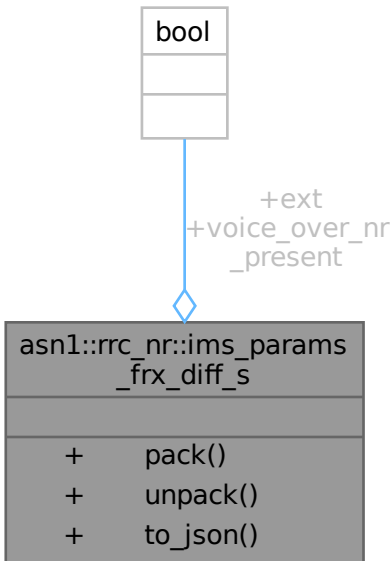 bool
+ext
+voice_over_nr
_present
asn1::rrc_nr::ims_params
_frx_diff_s
+ pack()
+ unpack()
+ to_json()